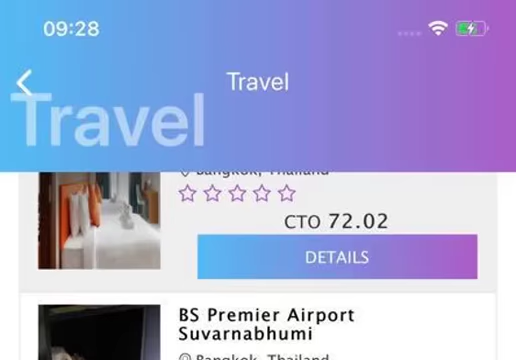 09:28
Travel
Travel
Bangkok, Thailand
CTO 72.02
DETAILS
BS Premier Airport
Suvarnabhumi
Bangkok, Thailand